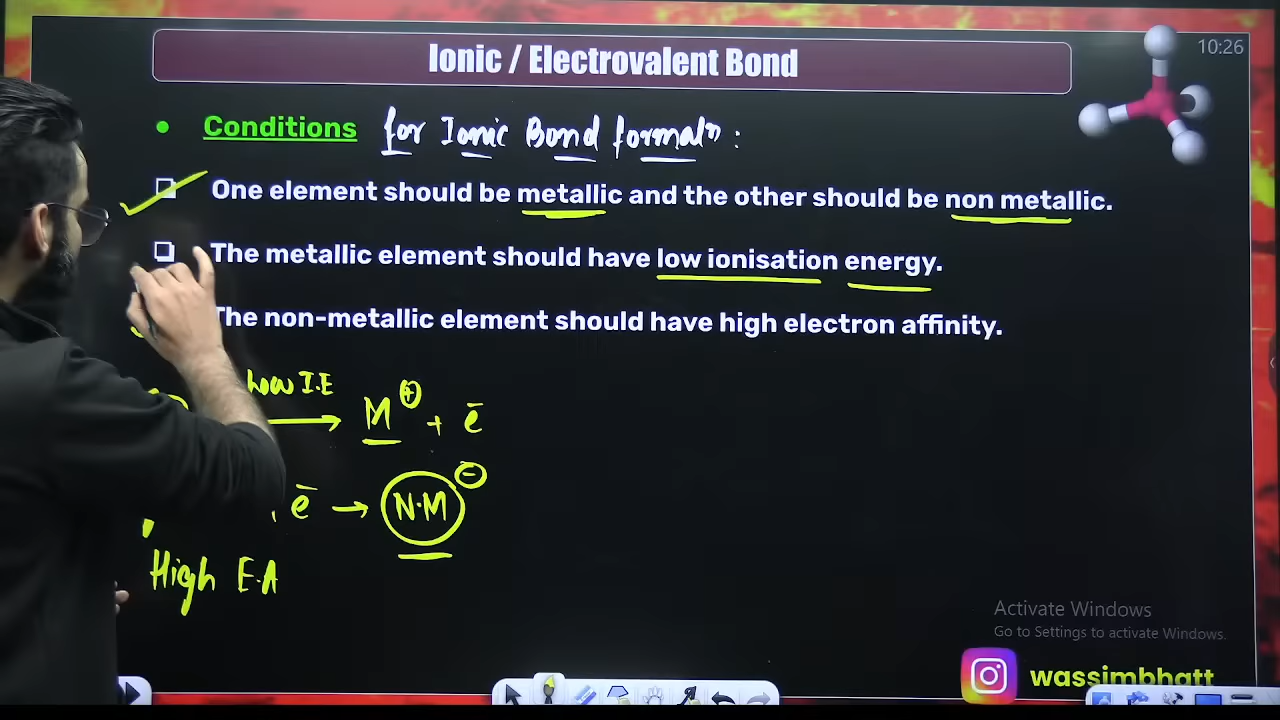 Ionic / Electrovalent Bond
10:26
Conditions for Ionic Bond formatn :
One element should be metallic and the other should be non metallic.
The metallic element should have low ionisation energy.
The non-metallic element should have high electron affinity.
Low I.E
M⊕ + e̅
e̅ → N.M ⊖
High E.A
Activate Windows
Go to Settings to activate Windows.
wassimbhatt